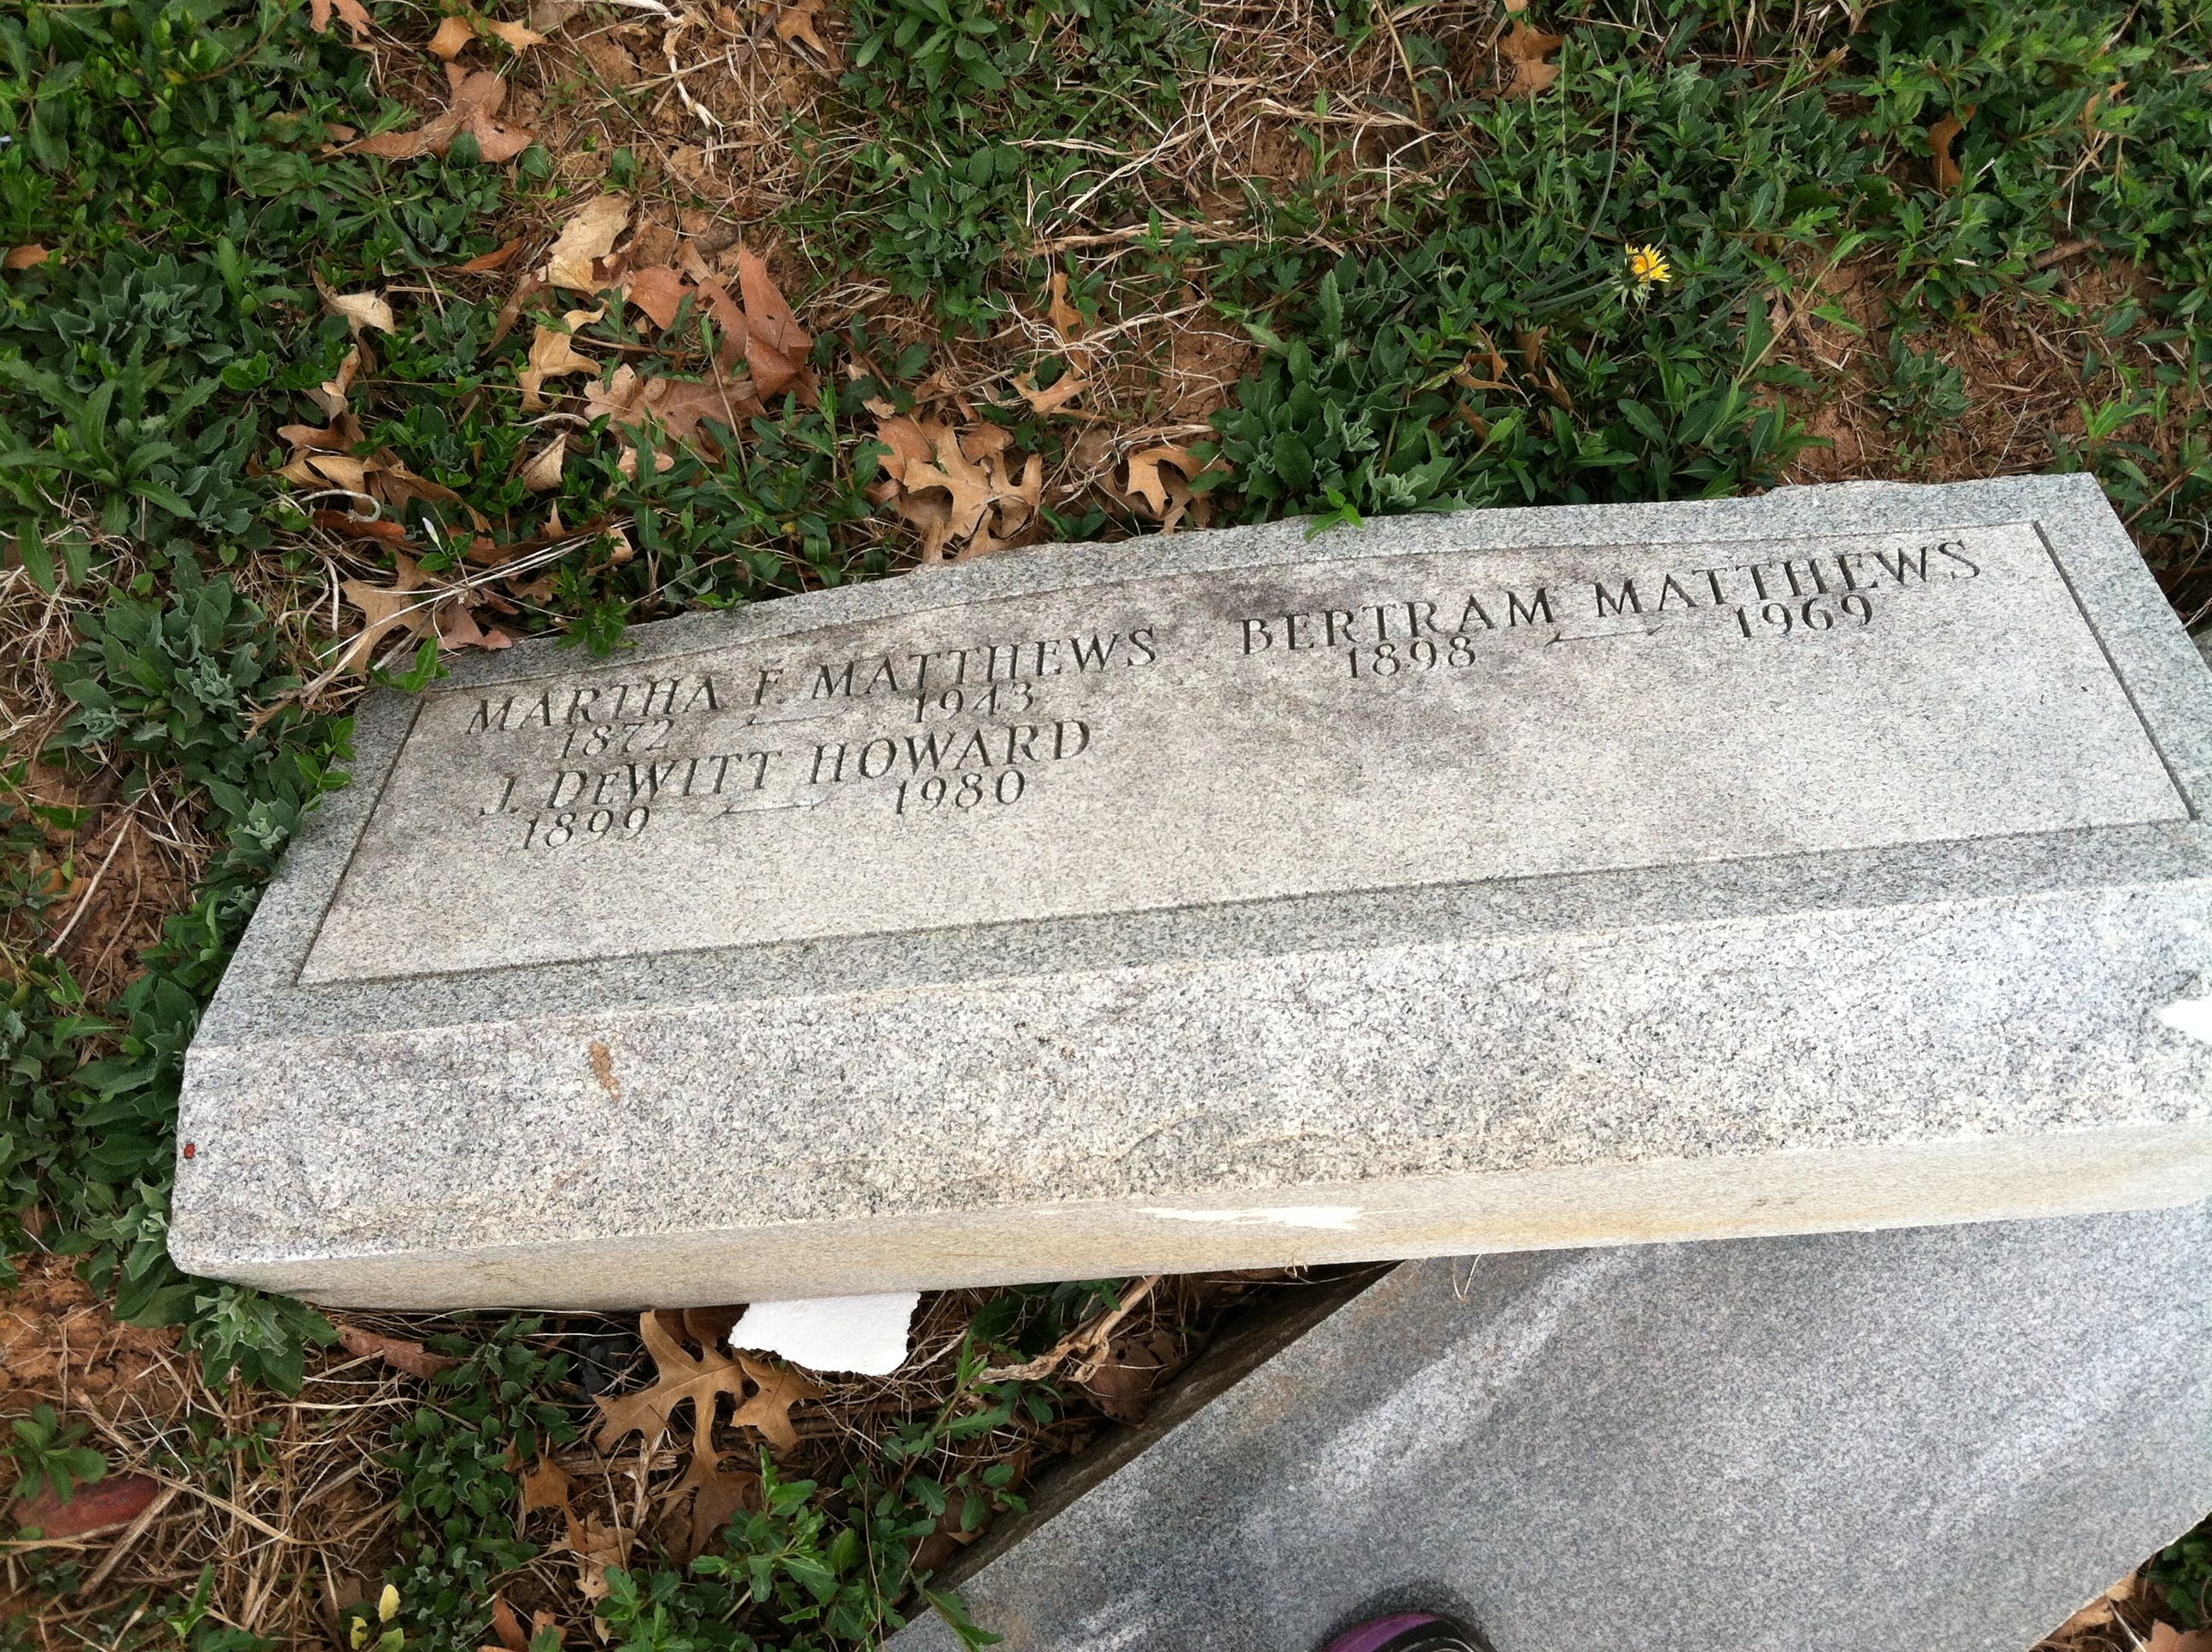 MARTHA F. MATTHEWS
1872 — 1943
J. DEWITT HOWARD
1899 — 1980
BERTRAM MATTHEWS
1898 — 1969